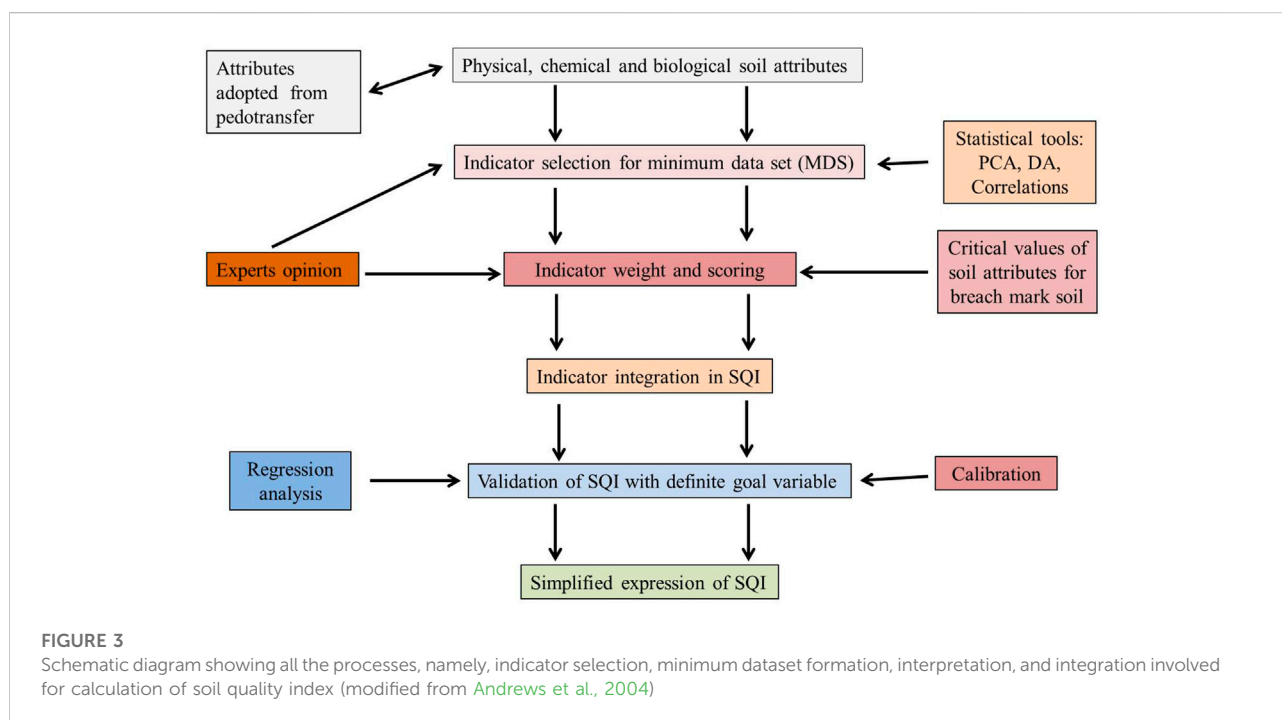 Attributes
adopted from
pedotransfer
Physical, chemical and biological soil attributes
Indicator selection for minimum data set (MDS)
Statistical tools:
PCA, DA,
Correlations
Experts opinion
Indicator weight and scoring
Critical values of
soil attributes for
breach mark soil
Indicator integration in SQI
Regression
analysis
Validation of SQI with definite goal variable
Calibration
Simplified expression of SQI
FIGURE 3
Schematic diagram showing all the processes, namely, indicator selection, minimum dataset formation, interpretation, and integration involved
for calculation of soil quality index (modified from Andrews et al., 2004)